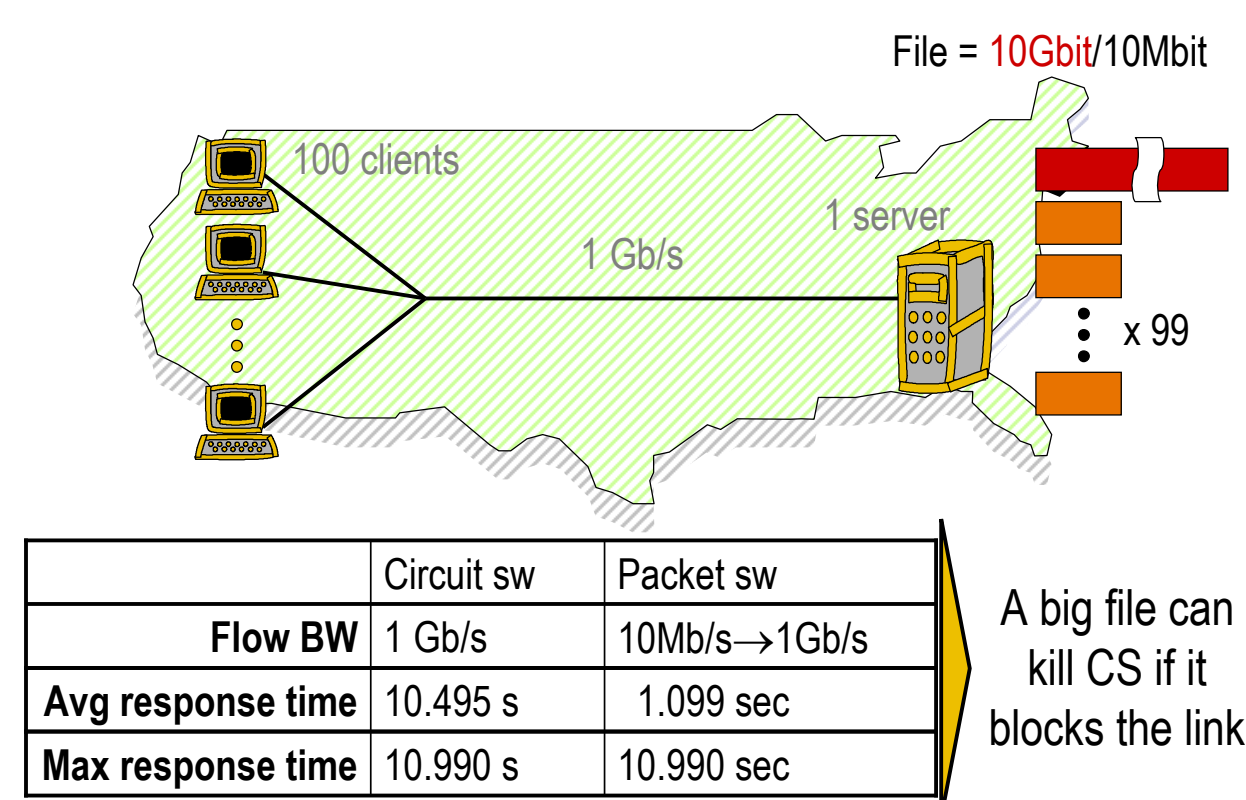 File = 10Gbit/10Mbit
100 clients
1 server
1 Gb/s
x 99
Circuit sw Packet sw
Flow BW 1 Gb/s 10Mb/s→1Gb/s
Avg response time 10.495 s 1.099 sec
Max response time 10.990 s 10.990 sec
A big file can
kill CS if it
blocks the link